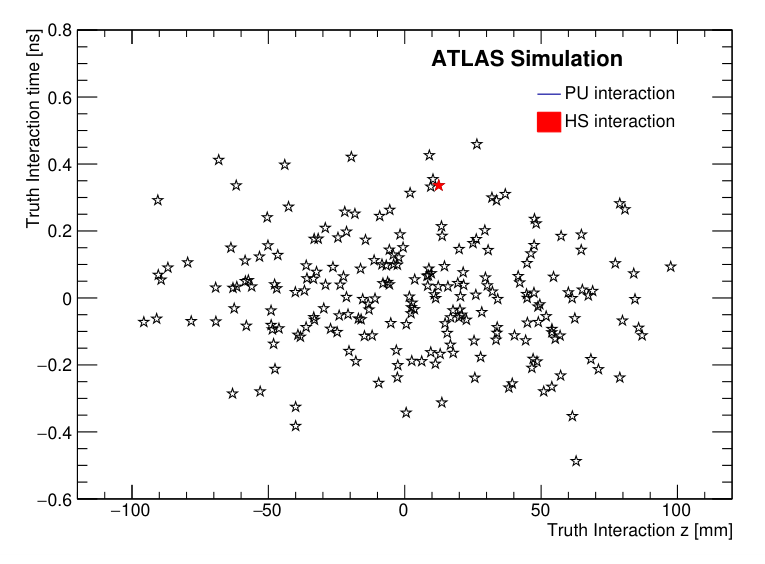 ATLAS Simulation
PU interaction
HS interaction
Truth Interaction time [ns]
0.8
0.6
0.4
0.2
0
−0.2
−0.4
−0.6
−100
−50
0
50
100
Truth Interaction z [mm]